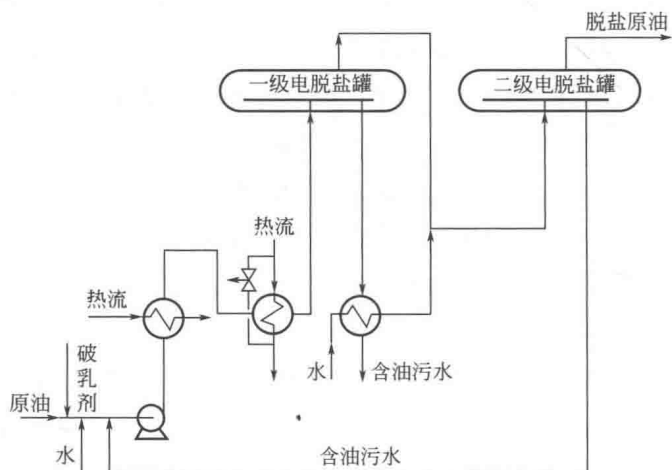 脱盐原油
一级电脱盐罐
二级电脱盐罐
热流
热流
破乳剂
原油
水
水
含油污水
含油污水